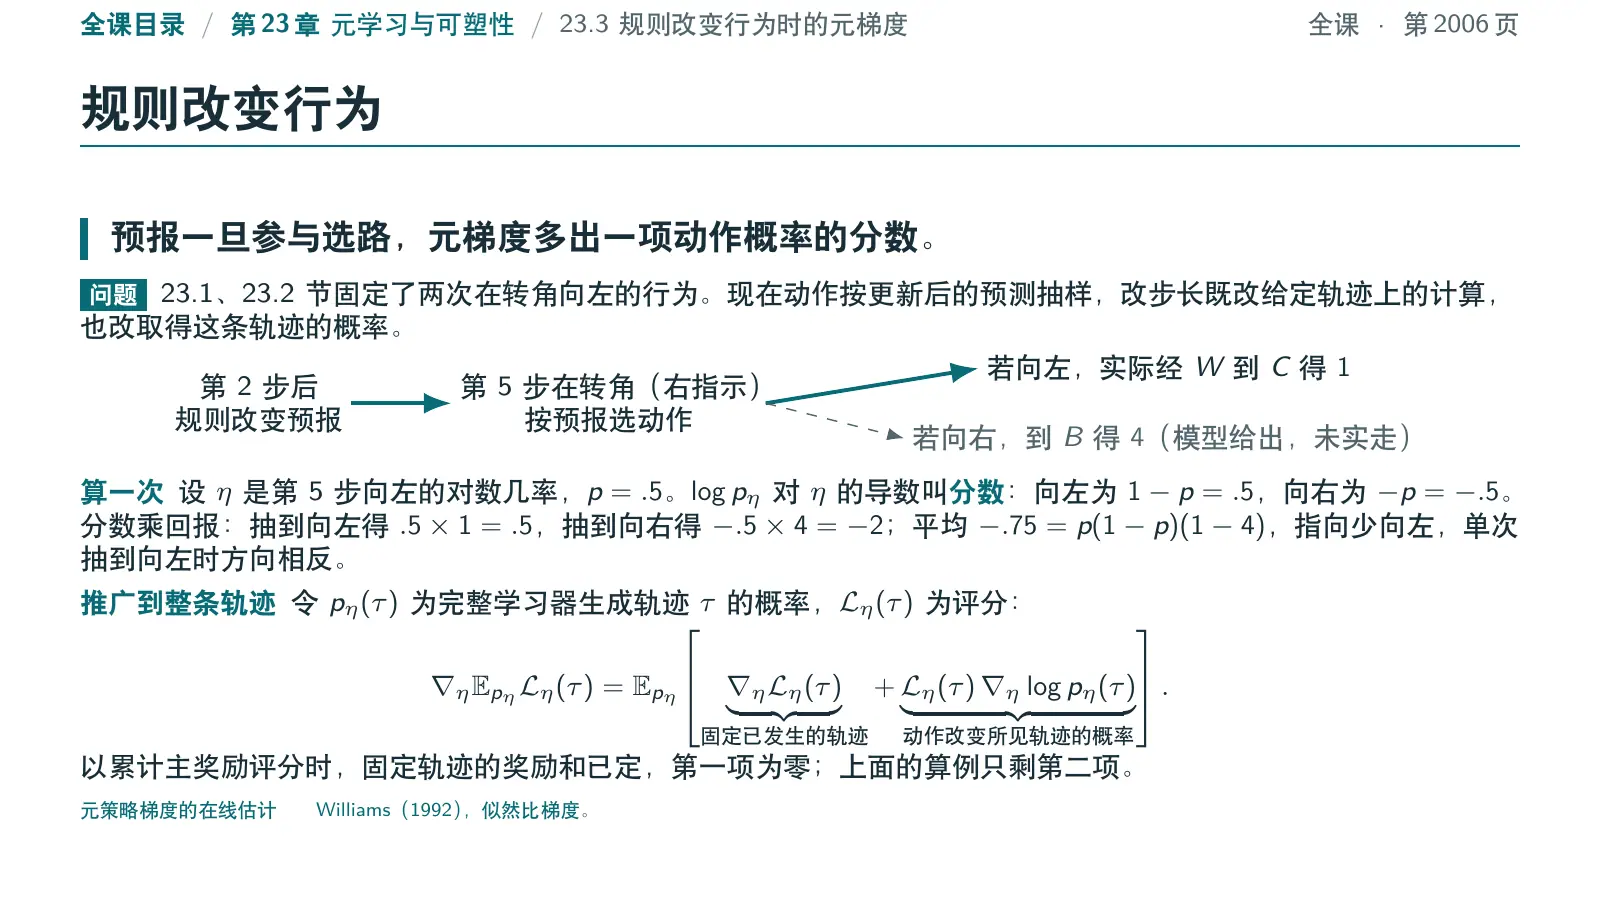 全课目录 / 第 23 章 元学习与可塑性 / 23.3 规则改变行为时的元梯度
全课 · 第 2006 页
规则改变行为
预报一旦参与选路，元梯度多出一项动作概率的分数。
问题 23.1、23.2 节固定了两次在转角向左的行为。现在动作按更新后的预测抽样，改步长既改给定轨迹上的计算，
也改取得这条轨迹的概率。
第 2 步后
规则改变预报
第 5 步在转角（右指示）
按预报选动作
若向左，实际经 W 到 C 得 1
若向右，到 B 得 4（模型给出，未实走）
算一次 设 η 是第 5 步向左的对数几率，p = .5。log pη 对 η 的导数叫分数：向左为 1 − p = .5，向右为 −p = −.5。
分数乘回报：抽到向左得 .5 × 1 = .5，抽到向右得 −.5 × 4 = −2；平均 −.75 = p(1 − p)(1 − 4)，指向少向左，单次
抽到向左时方向相反。
推广到整条轨迹 令 pη(τ) 为完整学习器生成轨迹 τ 的概率，ℒη(τ) 为评分：
∇η𝔼pη ℒη(τ) = 𝔼pη [ ∇ηℒη(τ) + ℒη(τ) ∇η log pη(τ) ] .
固定已发生的轨迹 动作改变所见轨迹的概率
以累计主奖励评分时，固定轨迹的奖励和已定，第一项为零；上面的算例只剩第二项。
元策略梯度的在线估计 Williams (1992)，似然比梯度。